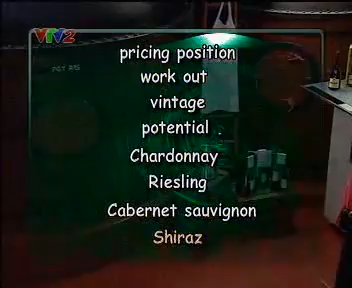 VTV2
pricing position
work out
vintage
potential
Chardonnay
Riesling
Cabernet sauvignon
Shiraz